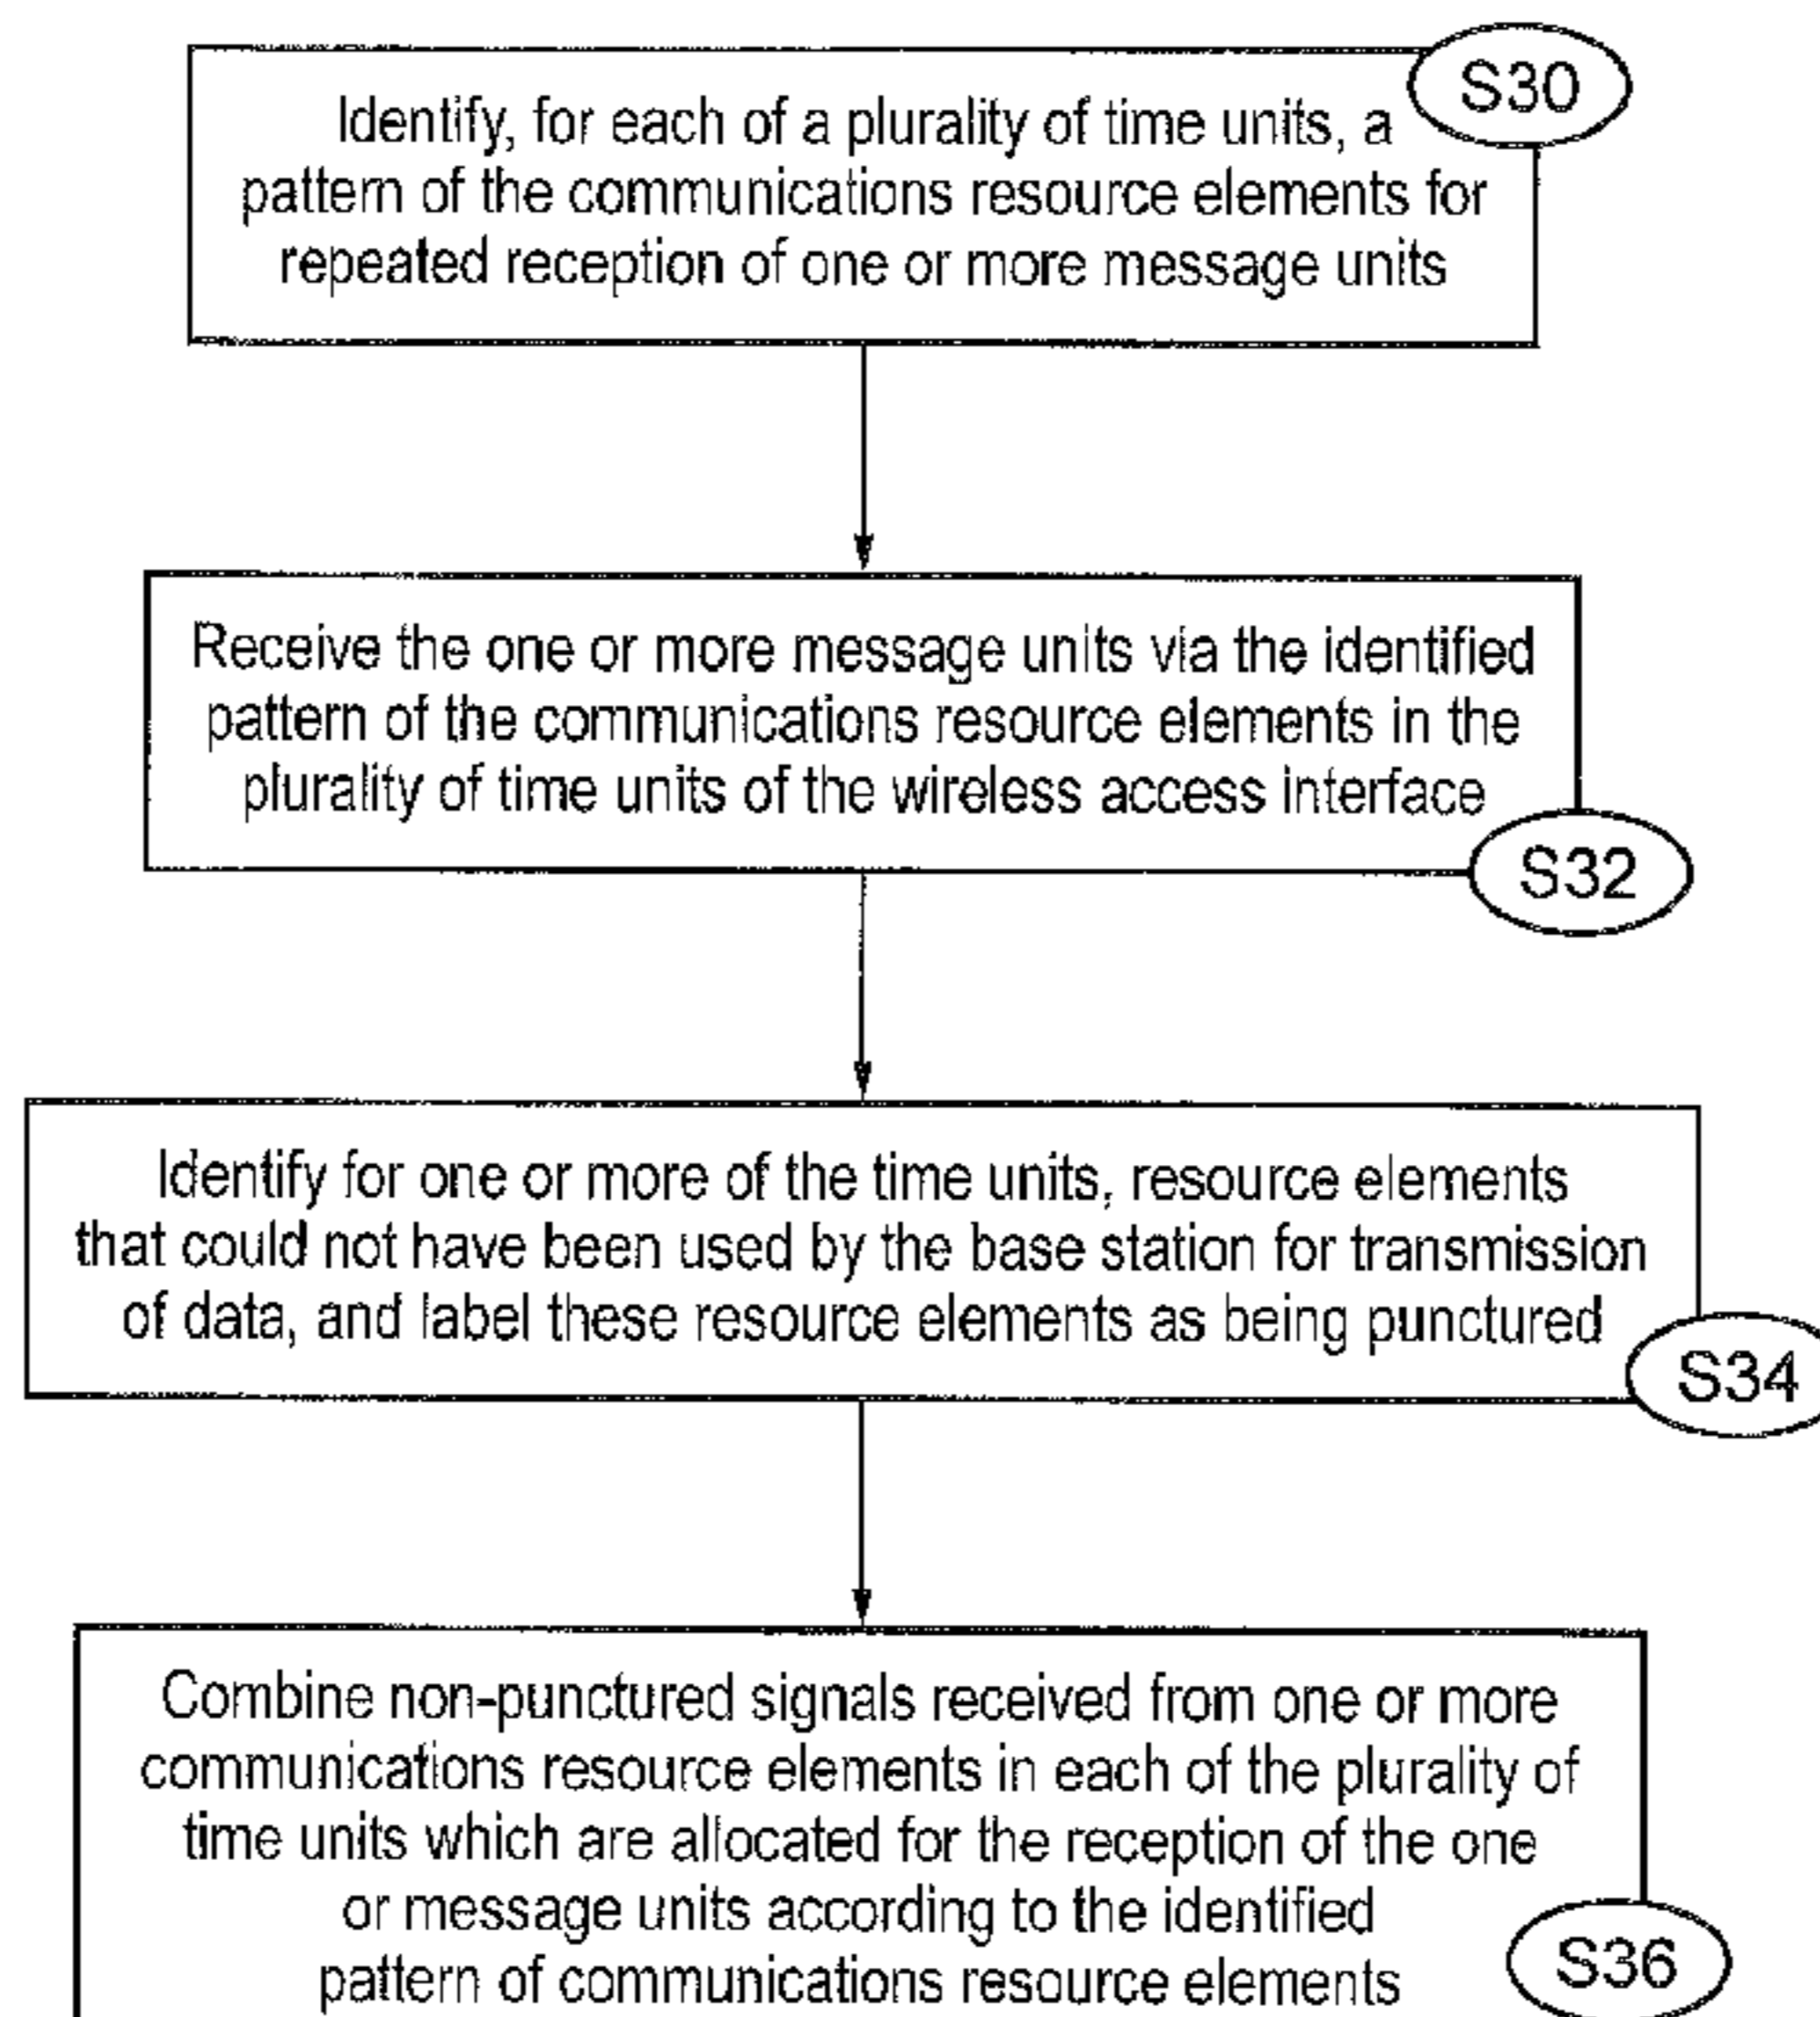 S30
Identify, for each of a plurality of time units, a
pattern of the communications resource elements for
repeated reception of one or more message units
Receive the one or more message units via the identified
pattern of the communications resource elements in the
plurality of time units of the wireless access interface
S32
Identify for one or more of the time units, resource elements
that could not have been used by the base station for transmission
of data, and label these resource elements as being punctured
S34
Combine non-punctured signals received from one or more
communications resource elements in each of the plurality of
time units which are allocated for the reception of the one
or message units according to the identified
pattern of communications resource elements
S36